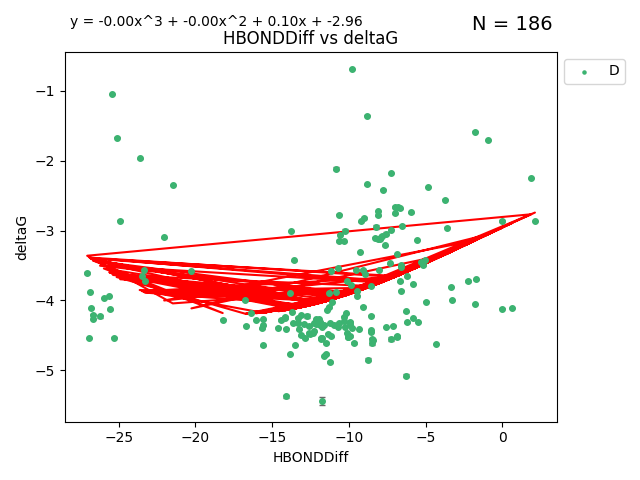 y = -0.00x^3 + -0.00x^2 + 0.10x + -2.96
N = 186
HBONDDiff vs deltaG
D
deltaG
−1
−2
−3
−4
−5
−25 −20 −15 −10 −5 0
HBONDDiff